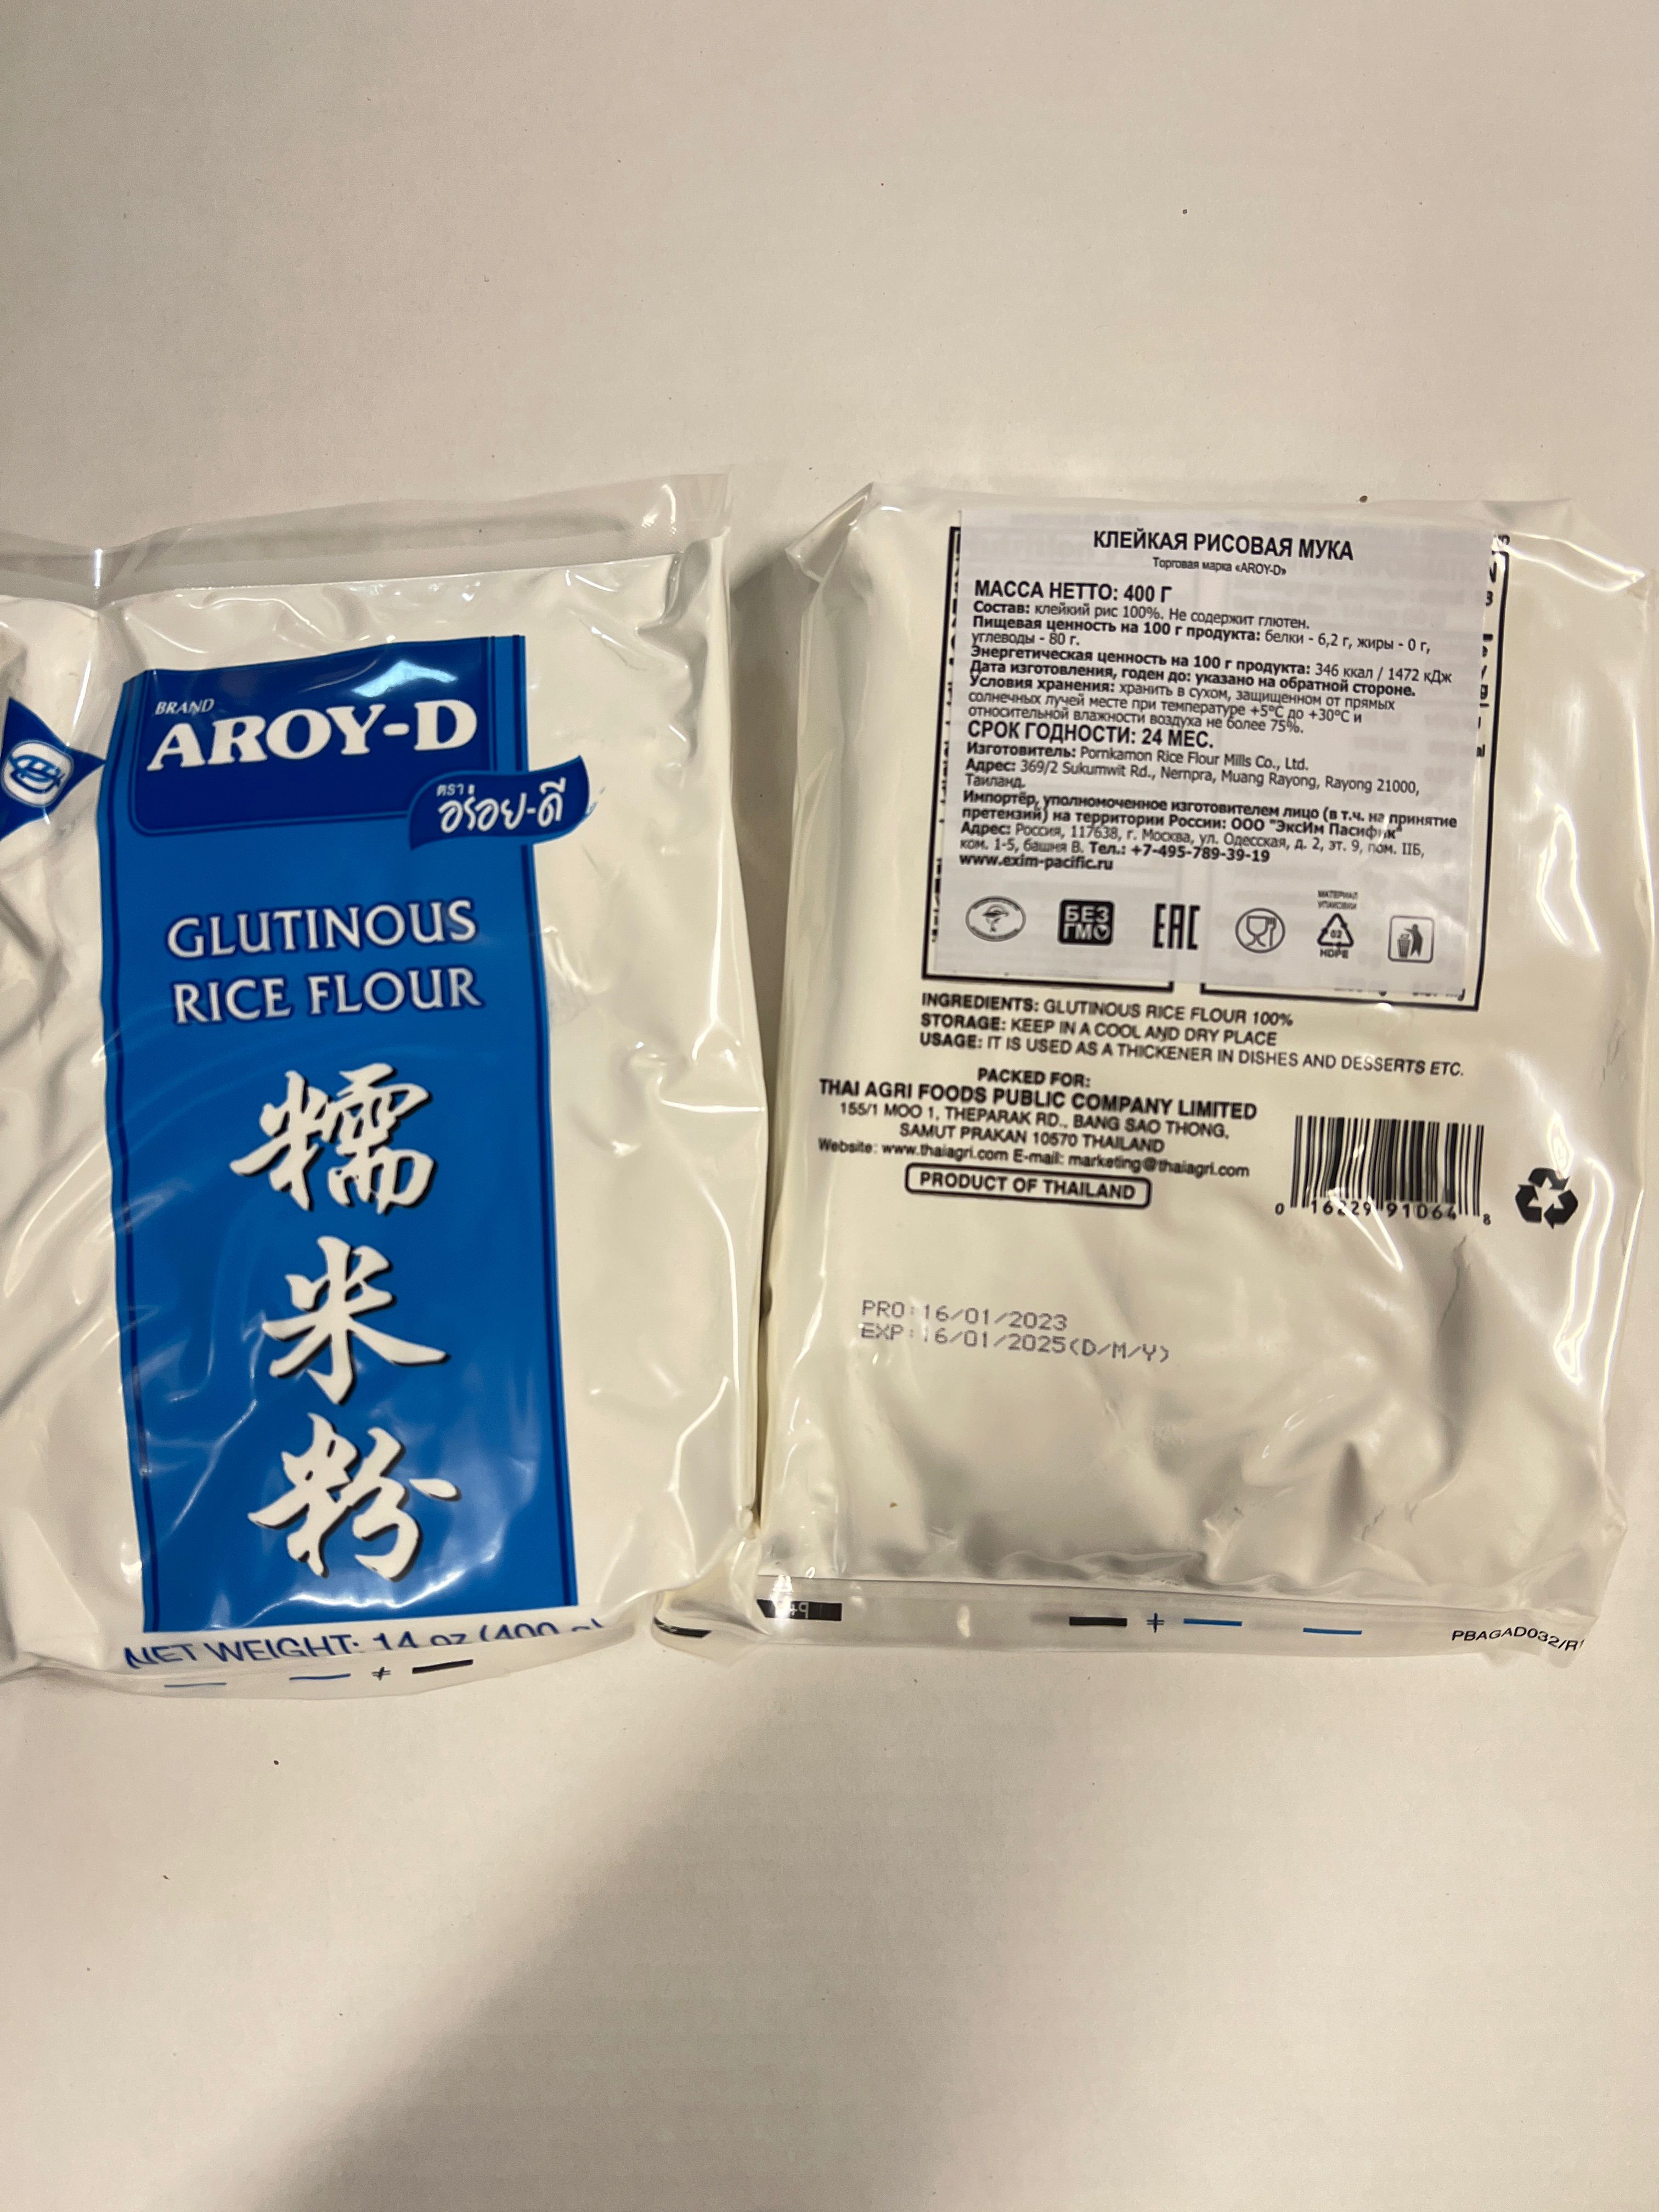 BRAND
AROY-D
ตรา
อร่อย-ดี
GLUTINOUS
RICE FLOUR
糯
米
粉
NET WEIGHT: 14 oz (400
КЛЕЙКАЯ РИСОВАЯ МУКА
Торговая марка «AROY-D»
МАССА НЕТТО: 400 Г
Состав: клейкий рис 100%. Не содержит глютен.
Пищевая ценность на 100 г продукта: белки - 6,2 г, жиры - 0 г,
углеводы - 80 г.
Энергетическая ценность на 100 г продукта: 346 ккал / 1472 кДж
Дата изготовления, годен до: указано на обратной стороне.
Условия хранения: хранить в сухом, защищенном от прямых
солнечных лучей месте при температуре +5°C до +30°C и
относительной влажности воздуха не более 75%.
СРОК ГОДНОСТИ: 24 МЕС.
Изготовитель: Pornkamon Rice Flour Mills Co., Ltd.
Адрес: 369/2 Sukumwit Rd., Nernpra, Muang Rayong, Rayong 21000,
Таиланд.
Импортёр, уполномоченное изготовителем лицо (в т.ч. на принятие
претензий) на территории России: ООО "ЭксИм Пасифик"
Адрес: Россия, 117638, г. Москва, ул. Одесская, д. 2, эт. 9, пом. IIБ,
ком. 1-5, башня В. Тел.: +7-495-789-39-19
www.exim-pacific.ru
МАТЕРИАЛ
УПАКОВКИ
БЕЗ
ГМО
EAC
02
HDPE
INGREDIENTS: GLUTINOUS RICE FLOUR 100%
STORAGE: KEEP IN A COOL AND DRY PLACE
USAGE: IT IS USED AS A THICKENER IN DISHES AND DESSERTS ETC.
PACKED FOR:
THAI AGRI FOODS PUBLIC COMPANY LIMITED
155/1 MOO 1, THEPARAK RD., BANG SAO THONG,
SAMUT PRAKAN 10570 THAILAND
Website: www.thaiagri.com E-mail: marketing@thaiagri.com
PRODUCT OF THAILAND
0 16229 91064 8
PRO: 16/01/2023
EXP: 16/01/2025(D/M/Y)
PBAGAD032/R